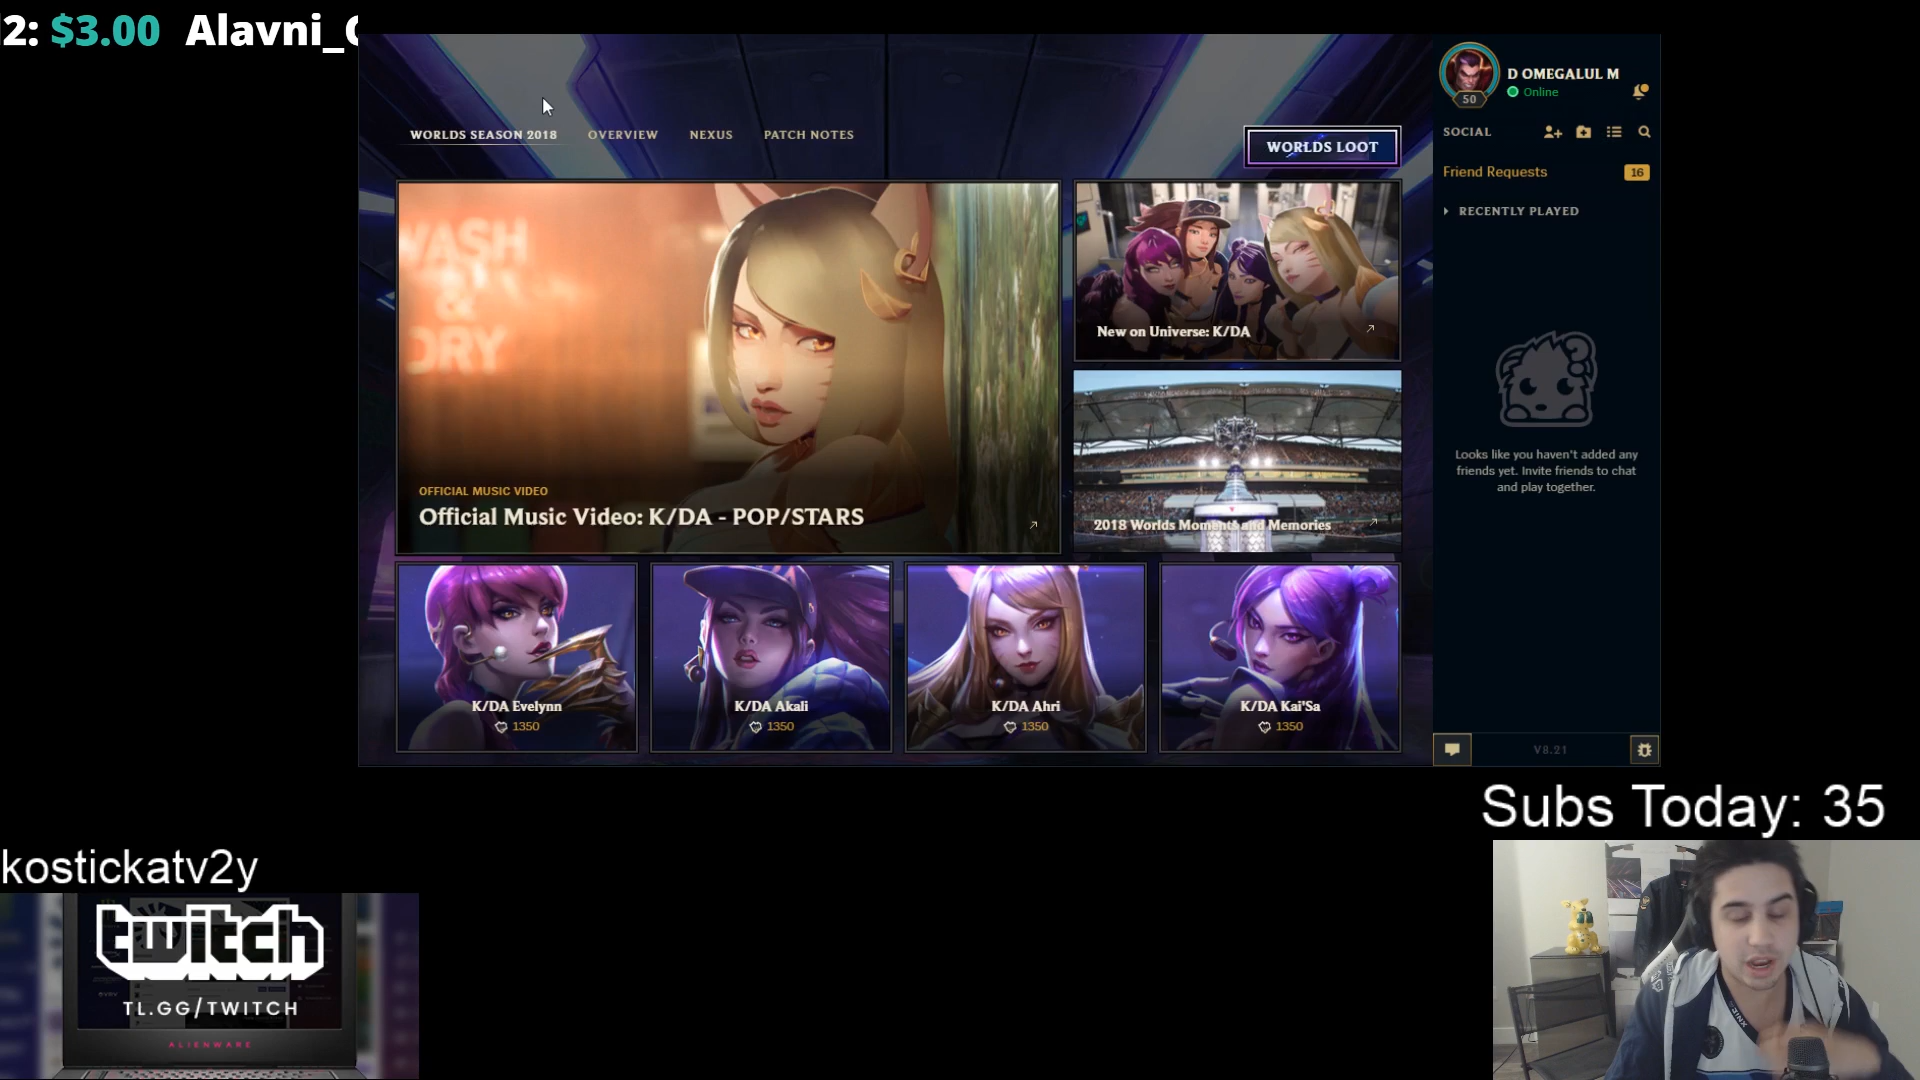 l2: $3.00 Alavni_
WORLDS SEASON 2018
OVERVIEW
NEXUS
PATCH NOTES
WORLDS LOOT
D OMEGALUL M
50
Online
SOCIAL
Friend Requests
16
RECENTLY PLAYED
WASH
&
DRY
OFFICIAL MUSIC VIDEO
Official Music Video: K/DA - POP/STARS
New on Universe: K/DA
2018 Worlds Moments and Memories
Looks like you haven't added any
friends yet. Invite friends to chat
and play together.
K/DA Evelynn
1350
K/DA Akali
1350
K/DA Ahri
1350
K/DA Kai'Sa
1350
V8.21
Subs Today: 35
kostickatv2y
twitch
TL.GG/TWITCH
ALIENWARE